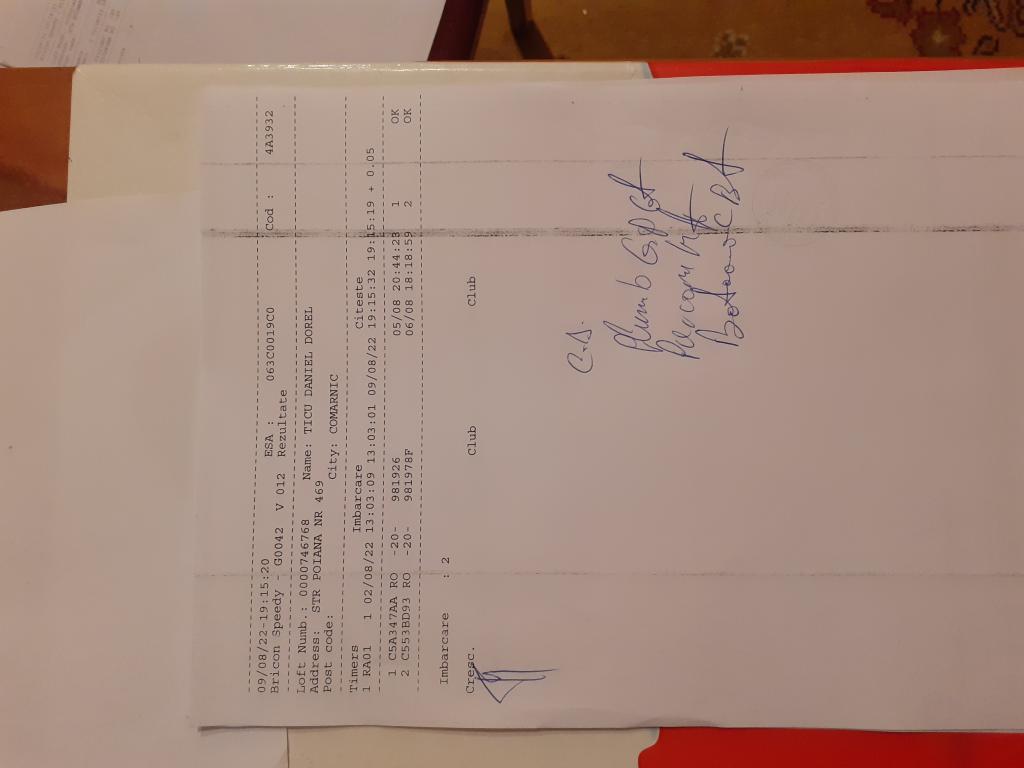 09/08/22-19:15:20
Bricon Speedy - G0042 V 012 ESA : 063C0019C0 Cod : 4A3932
Rezultate
Loft Numb.: 0000746768 Name: TICU DANIEL DOREL
Address: STR POIANA NR 469
Post code: City: COMARNIC
Timers Imbarcare Citeste
1 RA01 1 02/08/22 13:03:09 13:03:01 09/08/22 19:15:32 19:15:19 + 0.05
1 C5A347AA RO -20- 981926 05/08 20:44:23 1 OK
2 C553BD93 RO -20- 981978F 06/08 18:18:59 2 OK
Imbarcare : 2
Cresc. Club Club
C.A.
Plumb